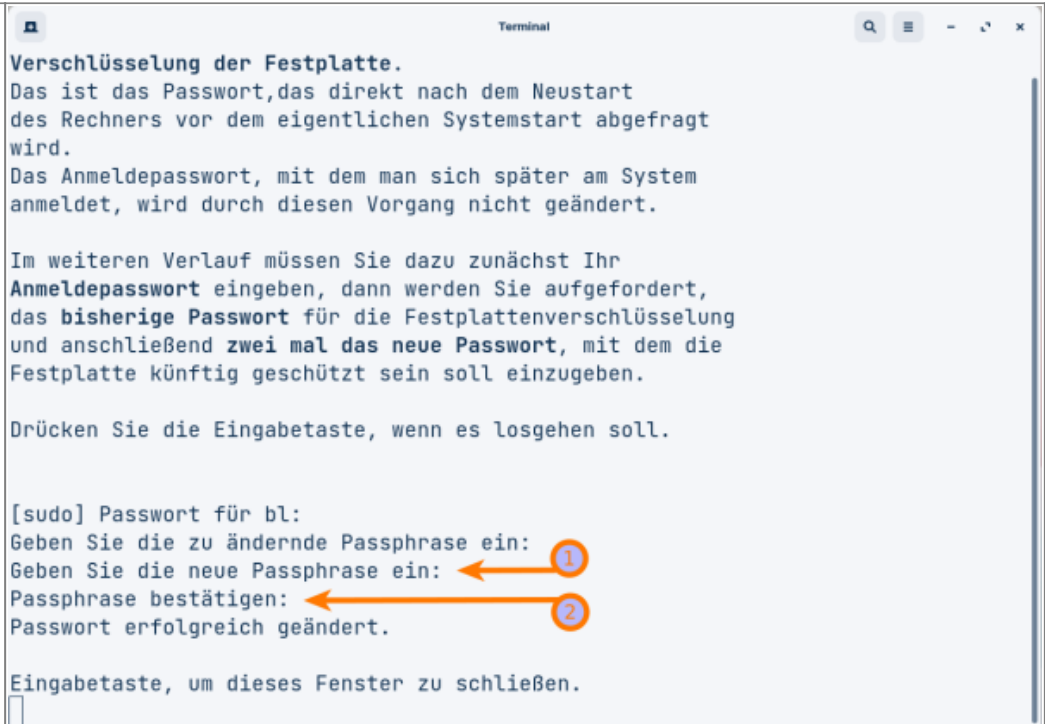 Terminal
Verschlüsselung der Festplatte.
Das ist das Passwort,das direkt nach dem Neustart
des Rechners vor dem eigentlichen Systemstart abgefragt
wird.
Das Anmeldepasswort, mit dem man sich später am System
anmeldet, wird durch diesen Vorgang nicht geändert.
Im weiteren Verlauf müssen Sie dazu zunächst Ihr
Anmeldepasswort eingeben, dann werden Sie aufgefordert,
das bisherige Passwort für die Festplattenverschlüsselung
und anschließend zwei mal das neue Passwort, mit dem die
Festplatte künftig geschützt sein soll einzugeben.
Drücken Sie die Eingabetaste, wenn es losgehen soll.
[sudo] Passwort für bl:
Geben Sie die zu ändernde Passphrase ein:
Geben Sie die neue Passphrase ein: 1
Passphrase bestätigen: 2
Passwort erfolgreich geändert.
Eingabetaste, um dieses Fenster zu schließen.